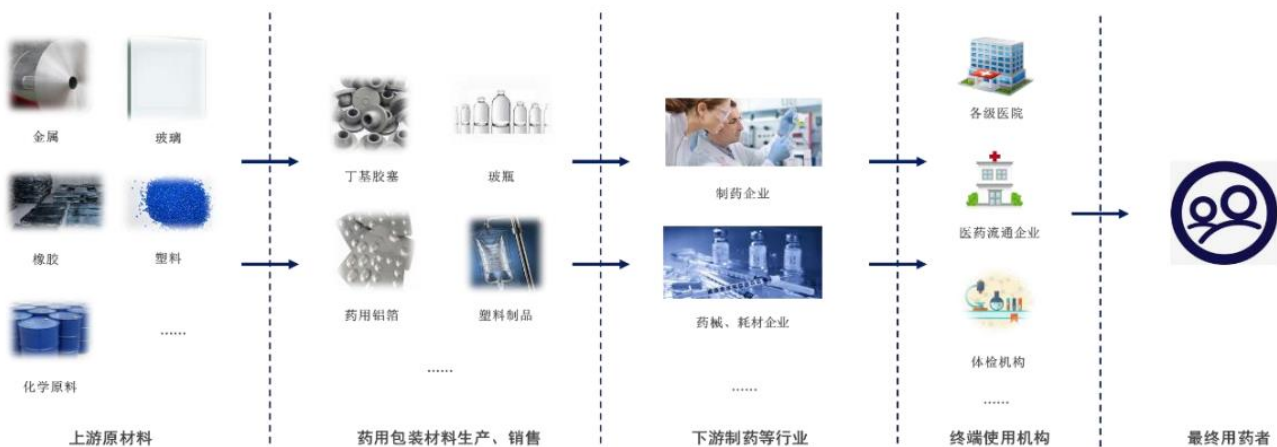 各级医院
金属
玻璃
丁基胶塞
玻瓶
制药企业
医药流通企业
橡胶
塑料
药用铝箔
塑料制品
药械、耗材企业
……
化学原料
……
……
体检机构
……
上游原材料
药用包装材料生产、销售
下游制药等行业
终端使用机构
最终用药者